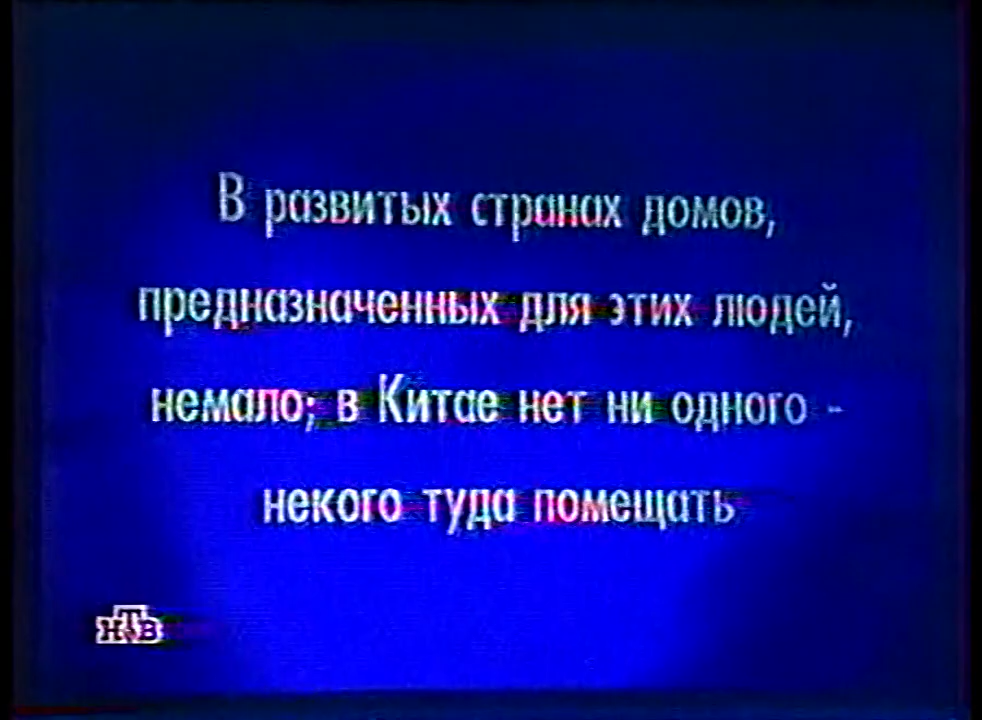 В развитых странах домов,
предназначенных для этих людей,
немало; в Китае нет ни одного -
некого туда помещать
НТВ